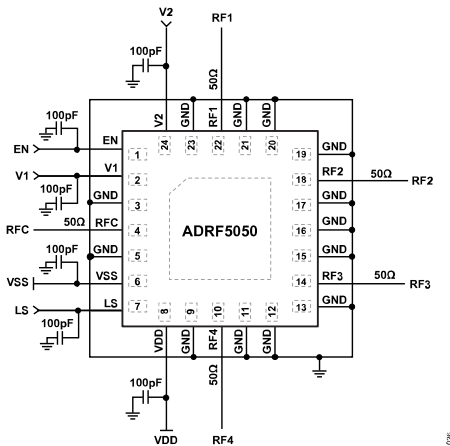 V2
RF1
100pF
50Ω
V2
GND
RF1
GND
GND
24
23
22
21
20
100pF
EN
EN
1
19
GND
V1
V1
2
18
RF2
50Ω
RF2
100pF
GND
3
17
GND
RFC
50Ω
RFC
4
ADRF5050
16
GND
100pF
GND
5
15
GND
VSS
VSS
6
14
RF3
50Ω
RF3
LS
LS
7
13
GND
100pF
8
9
10
11
12
VDD
GND
RF4
GND
GND
50Ω
100pF
VDD
RF4